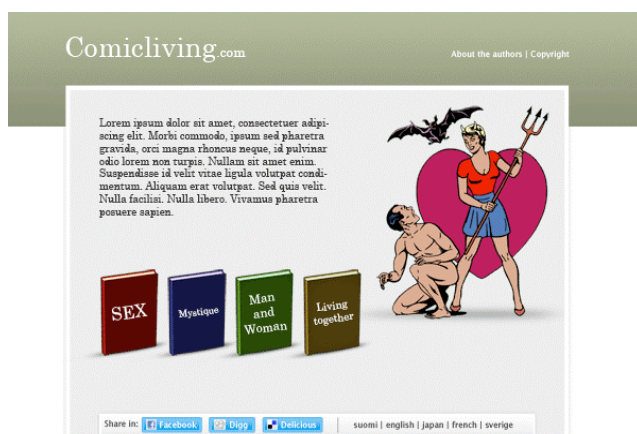 Comicliving.com
About the authors | Copyright
Lorem ipsum dolor sit amet, consectetuer adipi-
scing elit. Morbi commodo, ipsum sed pharetra
gravida, orci magna rhoncus neque, id pulvinar
odio lorem non turpis. Nullam sit amet enim.
Suspendisse id velit vitae ligula volutpat condi-
mentum. Aliquam erat volutpat. Sed quis velit.
Nulla facilisi. Nulla libero. Vivamus pharetra
posuere sapien.
SEX
Mystique
Man
and
Woman
Living
together
Share in: Facebook Digg Delicious suomi | english | japan | french | sverige